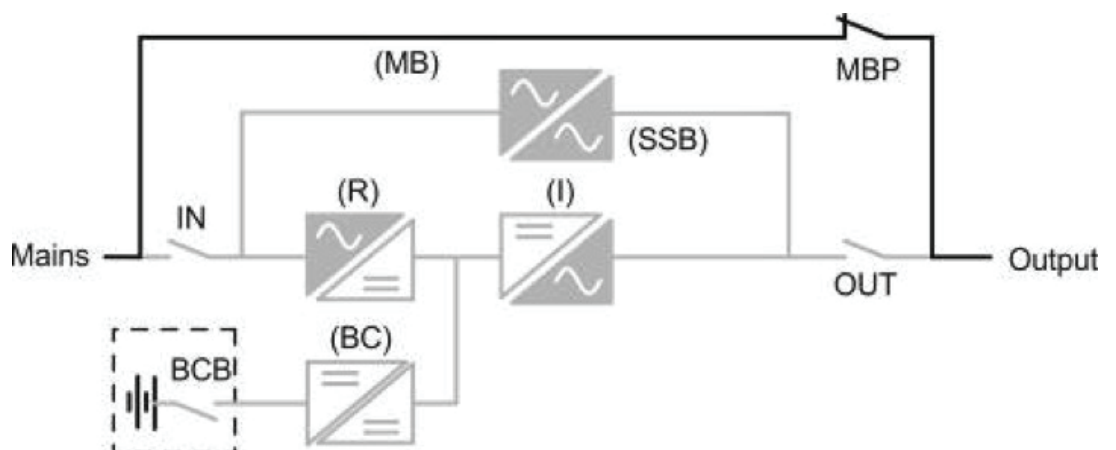 (MB)
MBP
(SSB)
(R)
(I)
IN
Mains
Output
OUT
(BC)
BCB